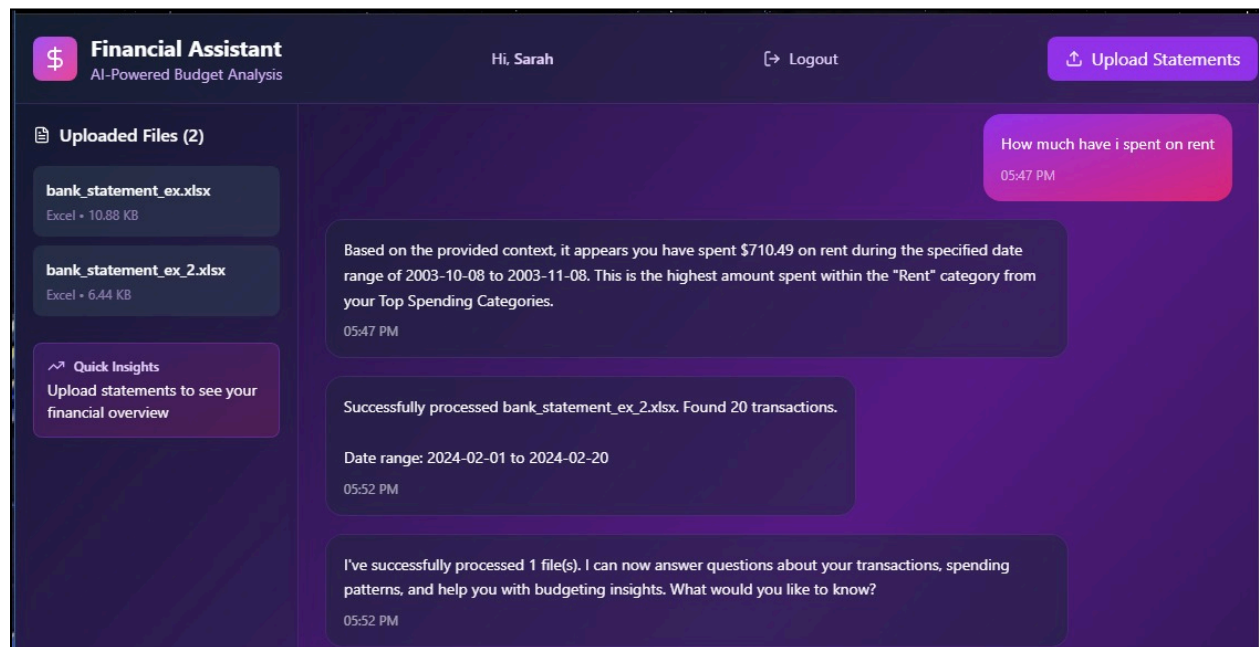 Financial Assistant
AI-Powered Budget Analysis
Hi, Sarah
Logout
Upload Statements
Uploaded Files (2)
bank_statement_ex.xlsx
Excel • 10.88 KB
bank_statement_ex_2.xlsx
Excel • 6.44 KB
Quick Insights
Upload statements to see your
financial overview
How much have i spent on rent
05:47 PM
Based on the provided context, it appears you have spent $710.49 on rent during the specified date
range of 2003-10-08 to 2003-11-08. This is the highest amount spent within the "Rent" category from
your Top Spending Categories.
05:47 PM
Successfully processed bank_statement_ex_2.xlsx. Found 20 transactions.
Date range: 2024-02-01 to 2024-02-20
05:52 PM
I've successfully processed 1 file(s). I can now answer questions about your transactions, spending
patterns, and help you with budgeting insights. What would you like to know?
05:52 PM